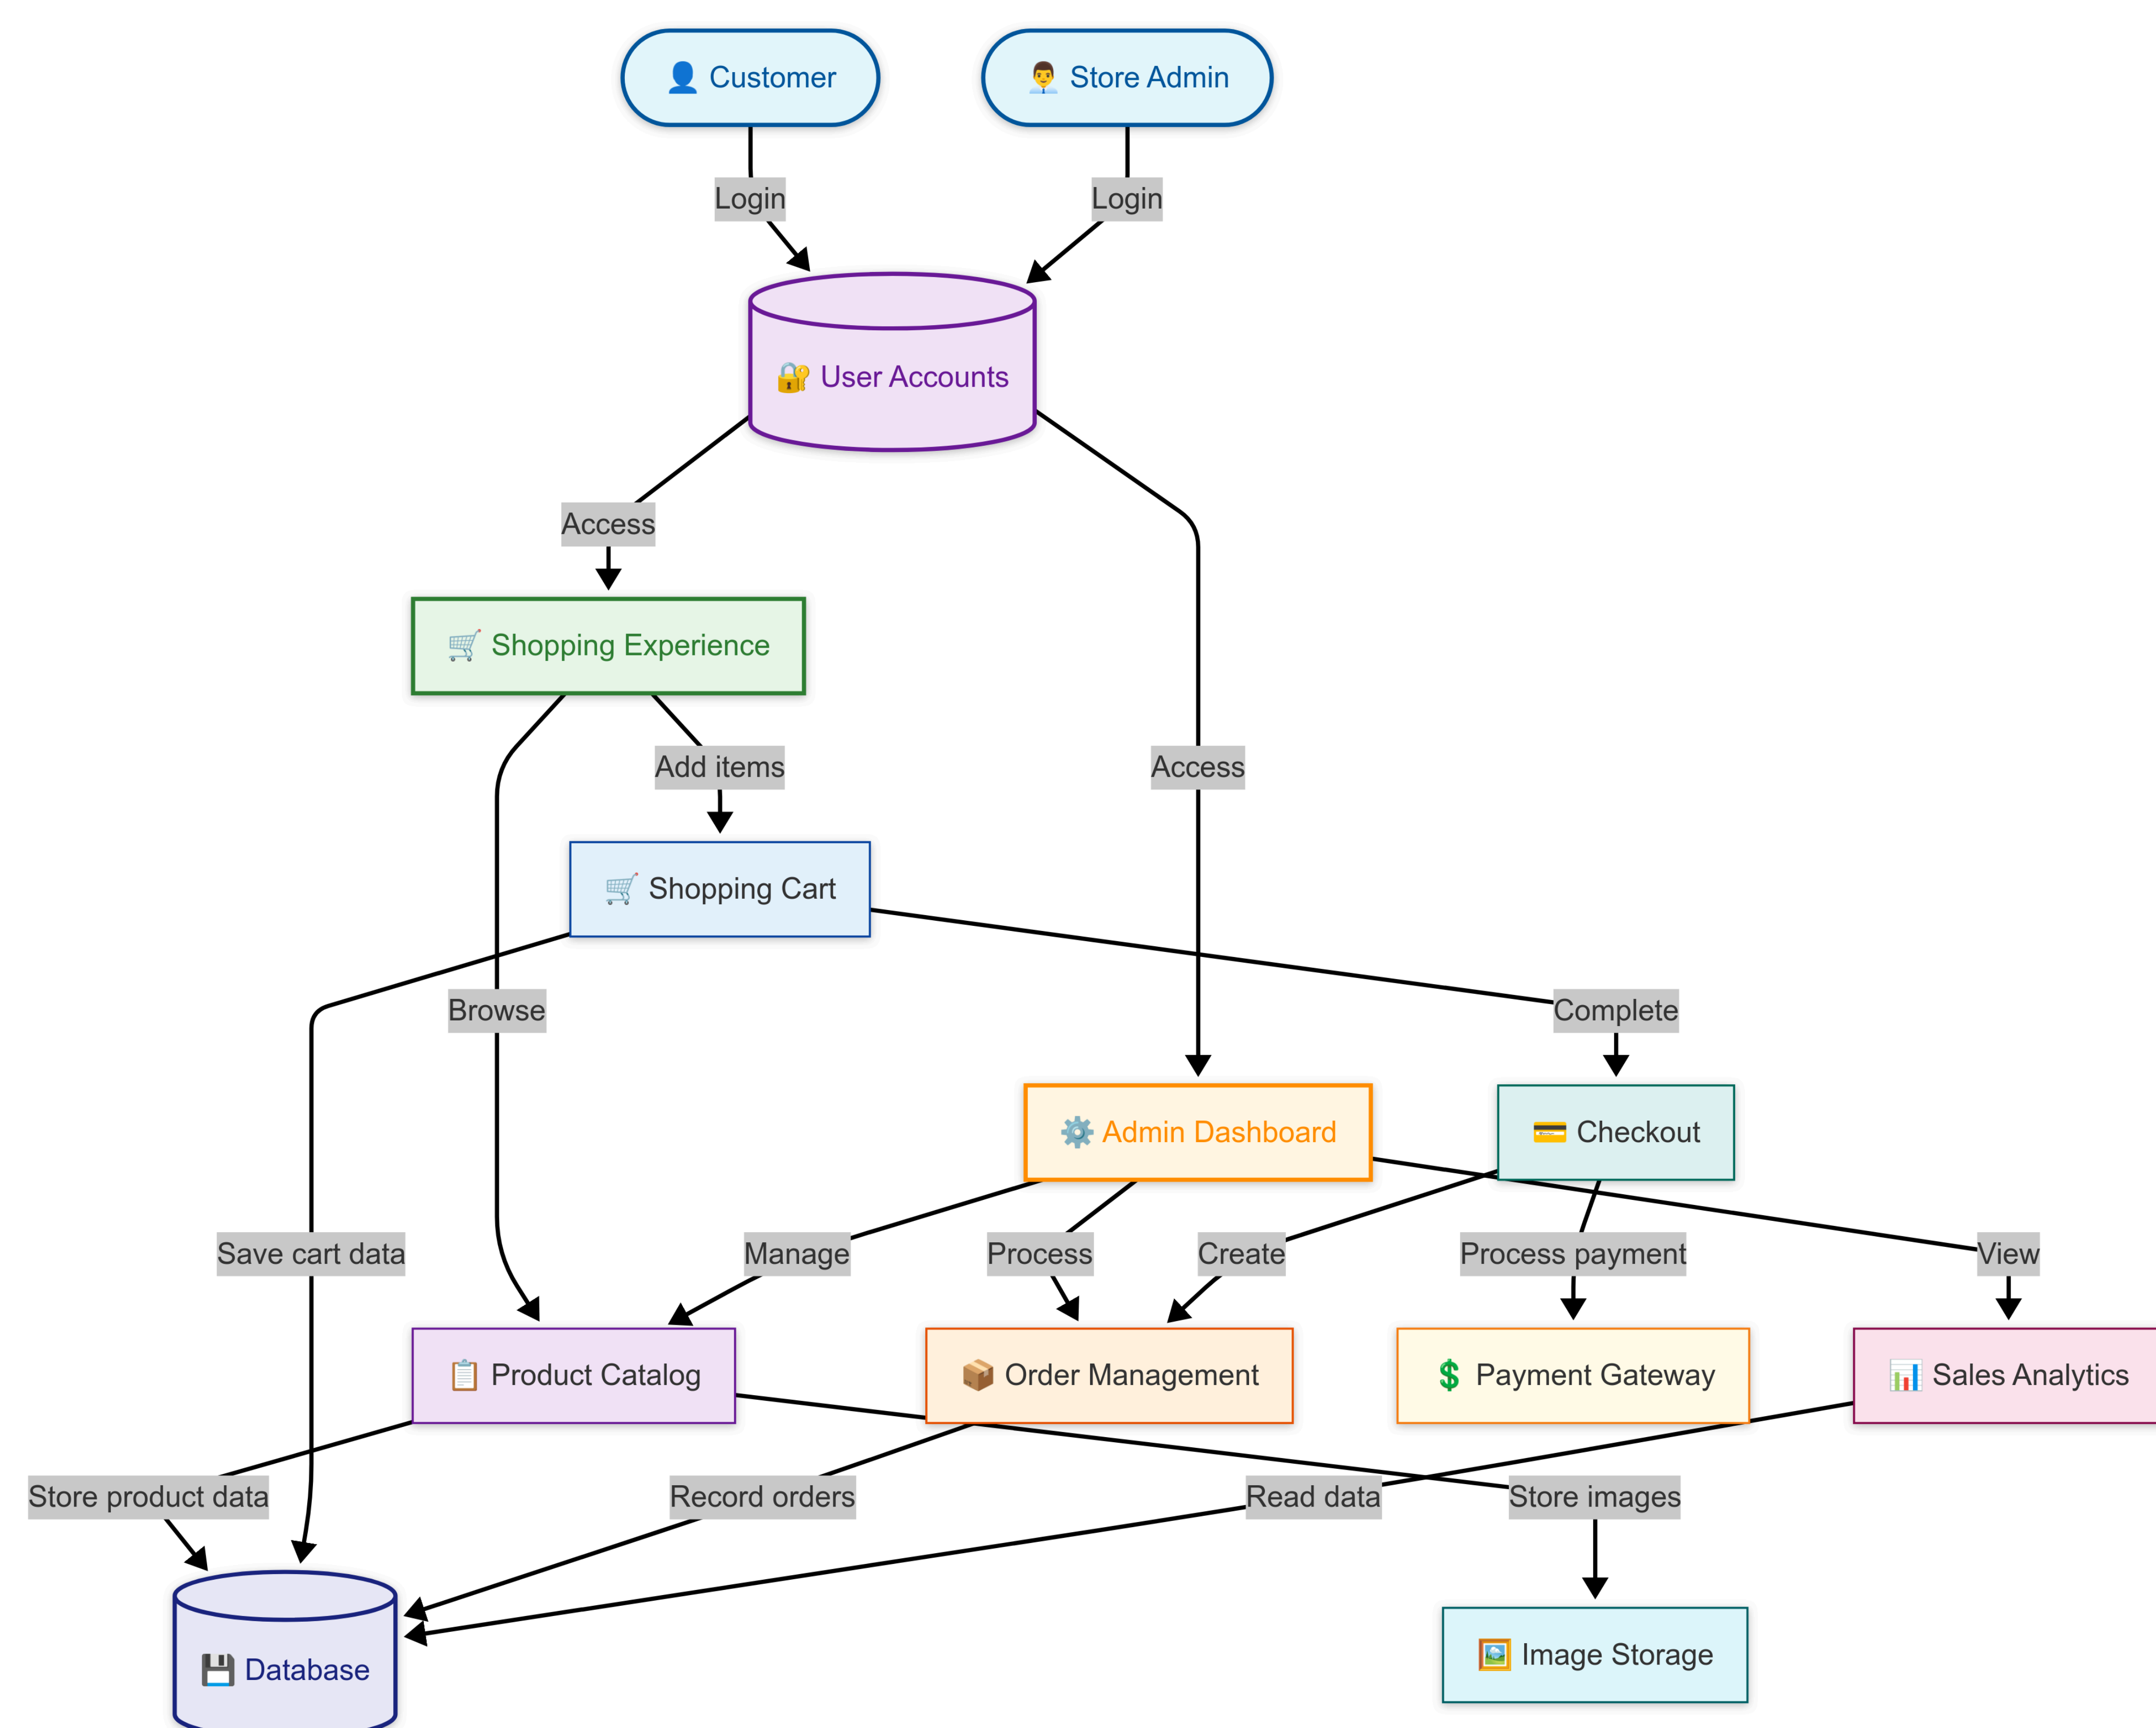 Customer
Store Admin
Login
Login
User Accounts
Access
Shopping Experience
Add items
Access
Shopping Cart
Browse
Complete
Admin Dashboard
Checkout
Save cart data
Manage
Process
Create
Process payment
View
Product Catalog
Order Management
Payment Gateway
Sales Analytics
Store product data
Record orders
Read data
Store images
Database
Image Storage